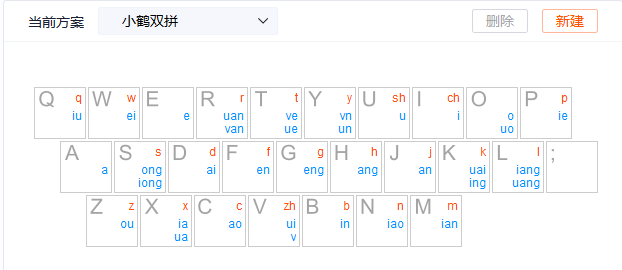 当前方案 小鹤双拼 删除 新建
Q q W w E R r T t Y y U sh I ch O P p
iu ei e uan ve vn u i o ie
van ue un uo
A S s D d F f G g H h J j K k L l ;
a ong ai en eng ang an uai iang
iong ing uang
Z z X x C c V zh B b N n M m
ou ia ao ui in iao ian
ua v